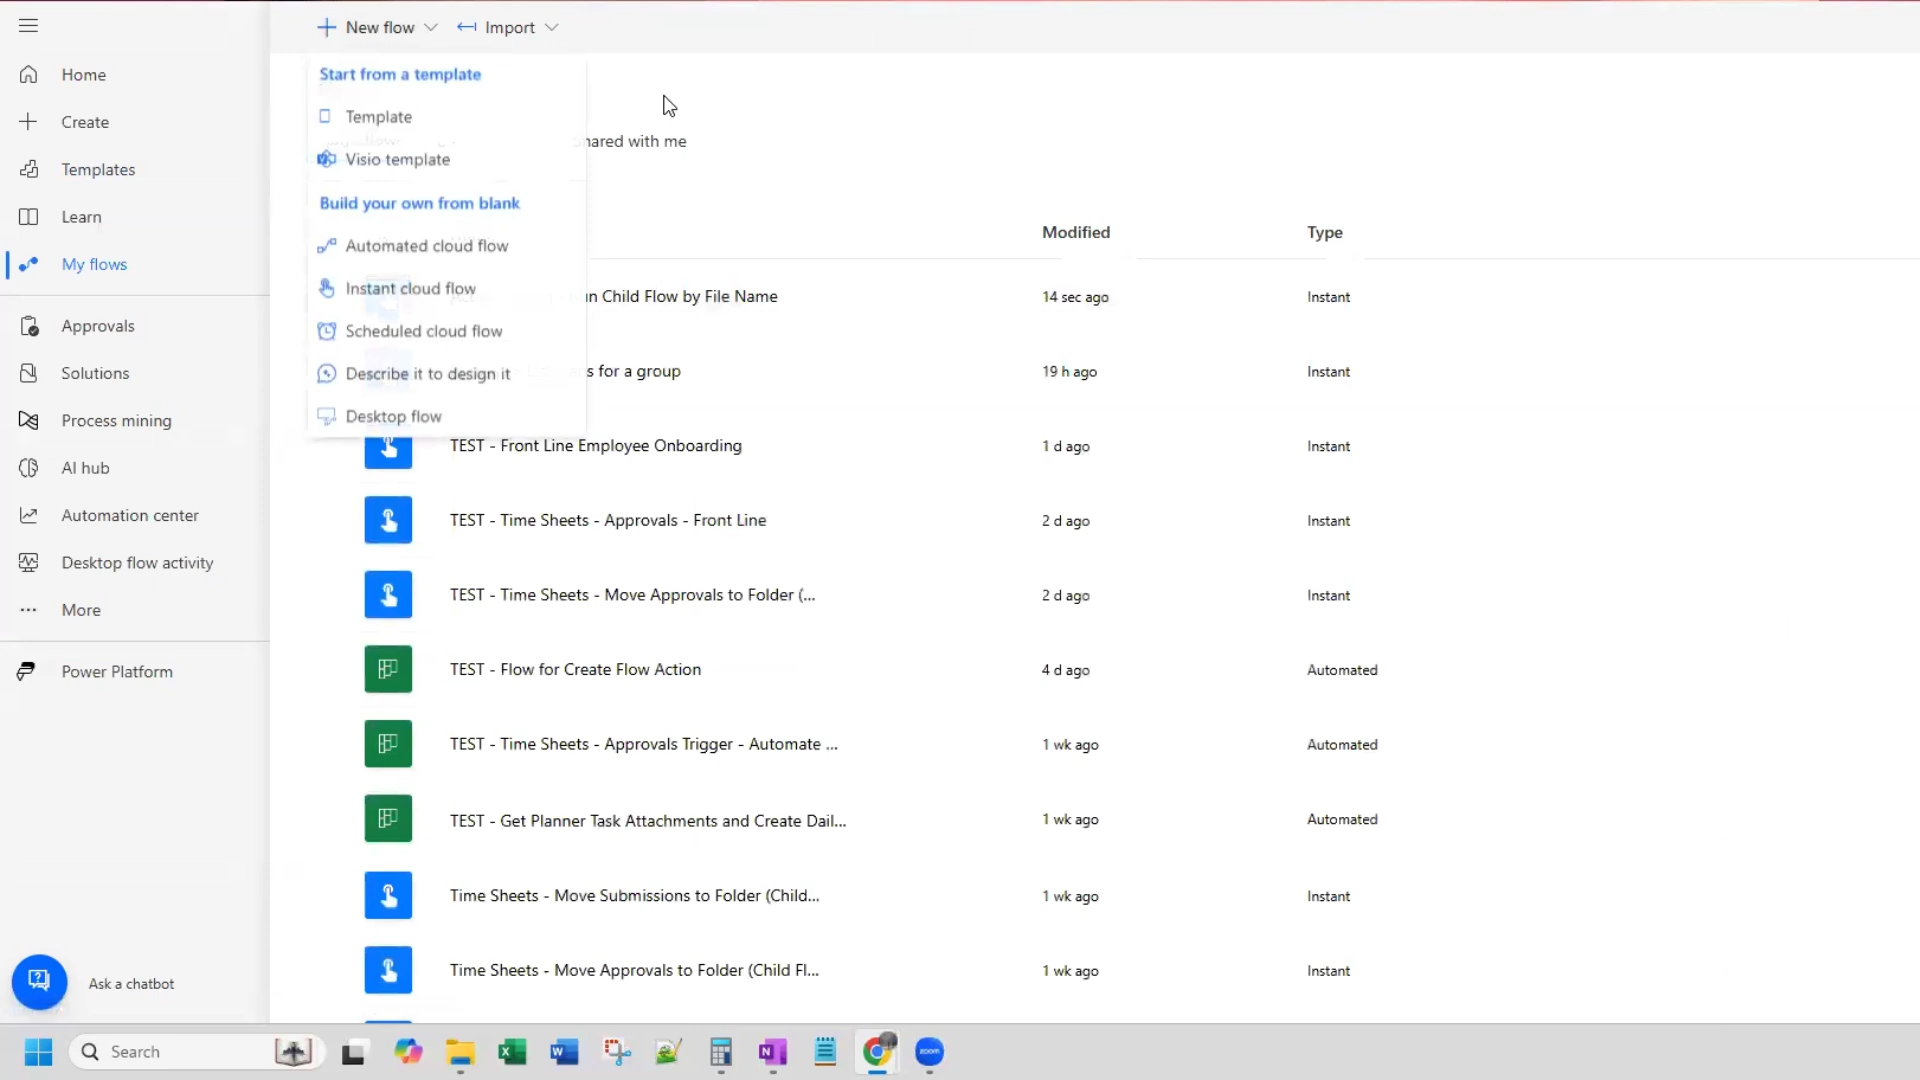 New flow
Import
Home
Create
Templates
Learn
My flows
Approvals
Solutions
Process mining
AI hub
Automation center
Desktop flow activity
More
Power Platform
Ask a chatbot
Start from a template
Template
Visio template
Build your own from blank
Automated cloud flow
Instant cloud flow
Scheduled cloud flow
Describe it to design it
Desktop flow
Shared with me
Modified Type
Child Flow by File Name 14 sec ago Instant
for a group 19 h ago Instant
TEST - Front Line Employee Onboarding 1 d ago Instant
TEST - Time Sheets - Approvals - Front Line 2 d ago Instant
TEST - Time Sheets - Move Approvals to Folder (... 2 d ago Instant
TEST - Flow for Create Flow Action 4 d ago Automated
TEST - Time Sheets - Approvals Trigger - Automate ... 1 wk ago Automated
TEST - Get Planner Task Attachments and Create Dail... 1 wk ago Automated
Time Sheets - Move Submissions to Folder (Child... 1 wk ago Instant
Time Sheets - Move Approvals to Folder (Child Fl... 1 wk ago Instant
Search
zoom